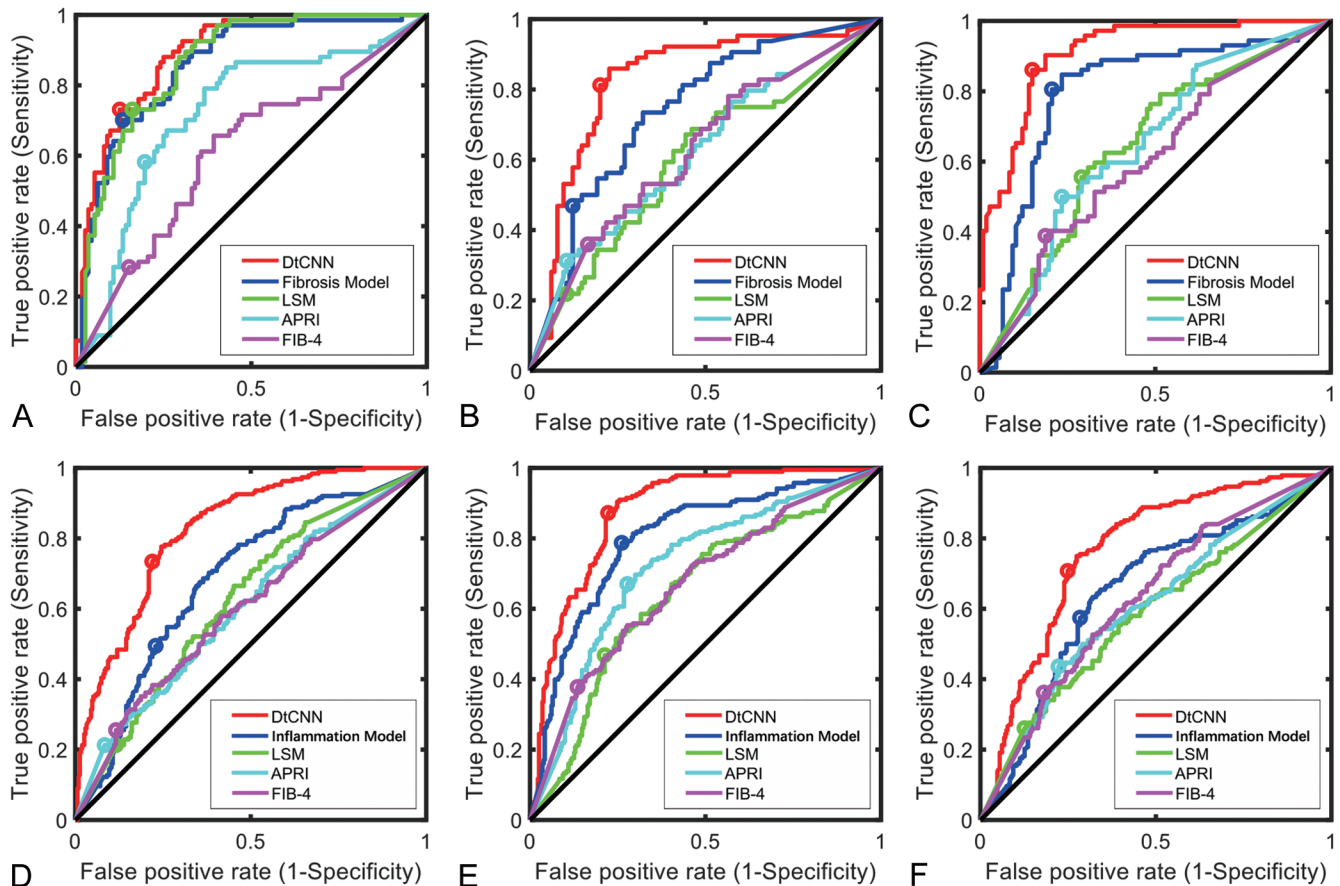 1
0.8
0.6
0.4
0.2
0
0.5
1
True positive rate (Sensitivity)
False positive rate (1-Specificity)
DtCNN
Fibrosis Model
LSM
APRI
FIB-4
A
1
0.8
0.6
0.4
0.2
0
0
0.5
1
True positive rate (Sensitivity)
False positive rate (1-Specificity)
DtCNN
Fibrosis Model
LSM
APRI
FIB-4
B
1
0.8
0.6
0.4
0.2
0
0
0.5
1
True positive rate (Sensitivity)
False positive rate (1-Specificity)
DtCNN
Fibrosis Model
LSM
APRI
FIB-4
C
1
0.8
0.6
0.4
0.2
0
0
0.5
1
True positive rate (Sensitivity)
False positive rate (1-Specificity)
DtCNN
Inflammation Model
LSM
APRI
FIB-4
D
1
0.8
0.6
0.4
0.2
0
0
0.5
1
True positive rate (Sensitivity)
False positive rate (1-Specificity)
DtCNN
Inflammation Model
LSM
APRI
FIB-4
E
1
0.8
0.6
0.4
0.2
0
0
0.5
1
True positive rate (Sensitivity)
False positive rate (1-Specificity)
DtCNN
Inflammation Model
LSM
APRI
FIB-4
F